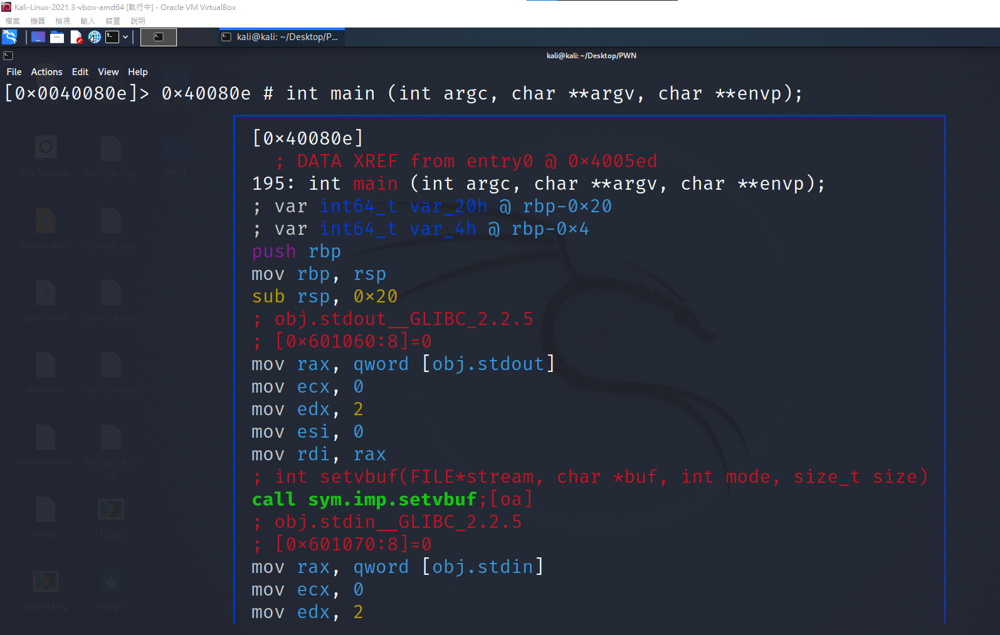 Kali-Linux-2021.3-vbox-amd64 [執行中] - Oracle VM VirtualBox
檔案 機器 檢視 輸入 裝置 說明
kali@kali: ~/Desktop/P...
kali@kali: ~/Desktop/PWN
File Actions Edit View Help
[0×0040080e]> 0×40080e # int main (int argc, char **argv, char **envp);
[0×40080e]
; DATA XREF from entry0 @ 0×4005ed
195: int main (int argc, char **argv, char **envp);
; var int64_t var_20h @ rbp-0×20
; var int64_t var_4h @ rbp-0×4
push rbp
mov rbp, rsp
sub rsp, 0×20
; obj.stdout__GLIBC_2.2.5
; [0×601060:8]=0
mov rax, qword [obj.stdout]
mov ecx, 0
mov edx, 2
mov esi, 0
mov rdi, rax
; int setvbuf(FILE*stream, char *buf, int mode, size_t size)
call sym.imp.setvbuf;[oa]
; obj.stdin__GLIBC_2.2.5
; [0×601070:8]=0
mov rax, qword [obj.stdin]
mov ecx, 0
mov edx, 2
File System plain-ok.text PWN
private.pem encrypt.text
public.pem plain_ok.text
plain.text des3en.text
encrytion.text des3de_ok.te
xt
ok.text 1.png
output.png ans.py